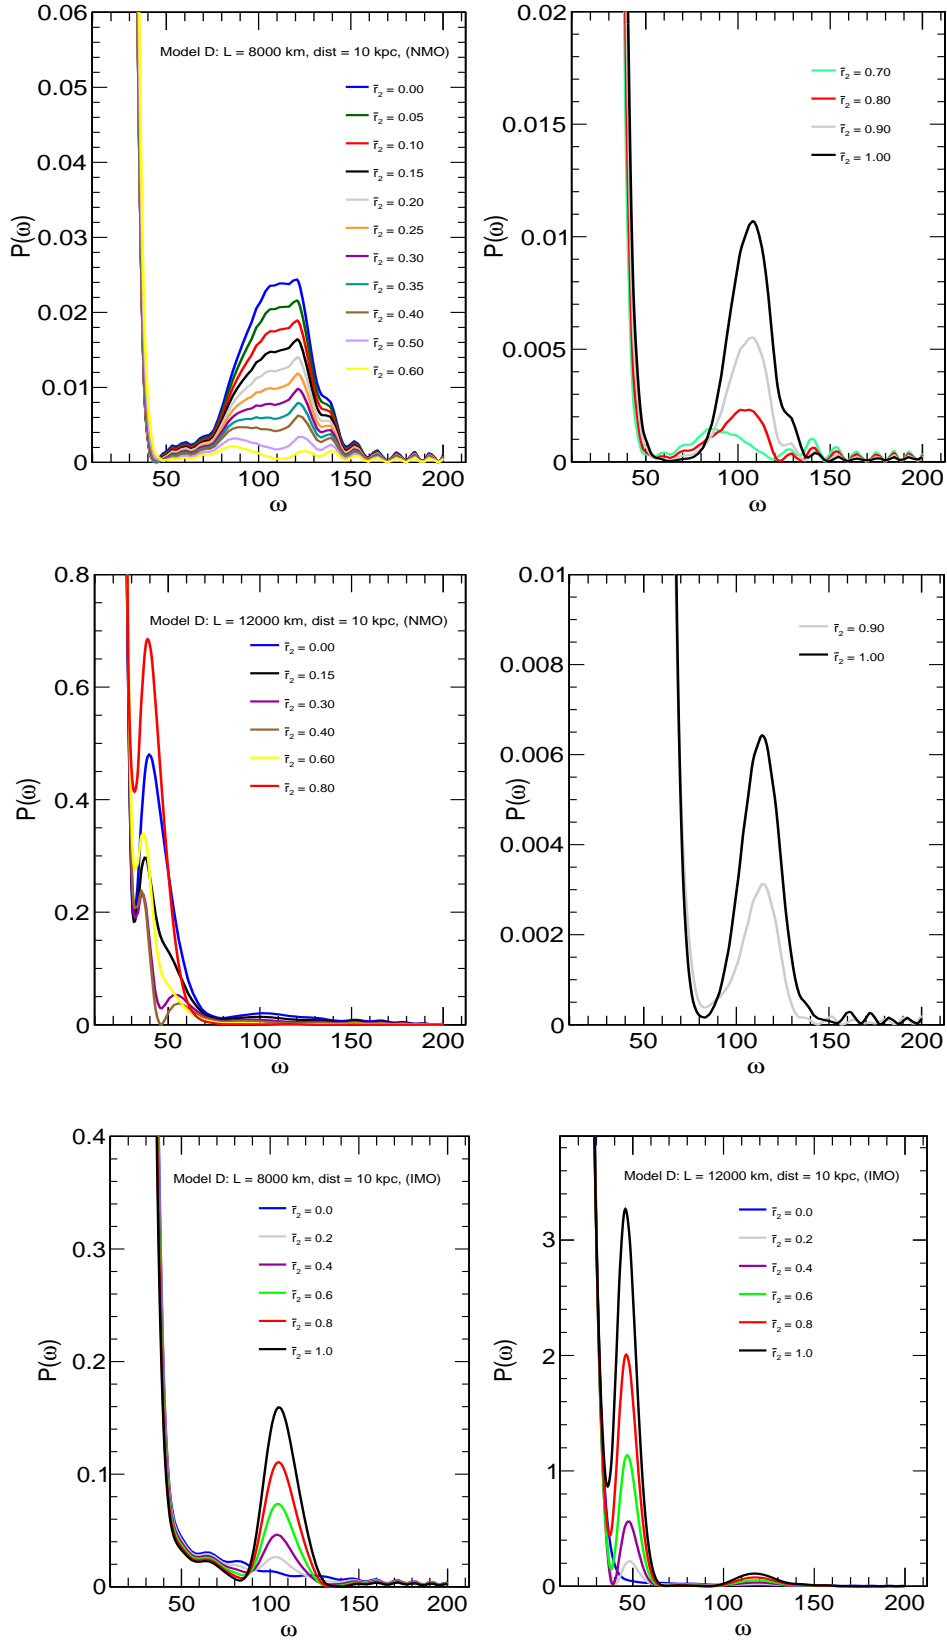 Model D: L = 8000 km, dist = 10 kpc, (NMO)
r̄₂ = 0.00
r̄₂ = 0.05
r̄₂ = 0.10
r̄₂ = 0.15
r̄₂ = 0.20
r̄₂ = 0.25
r̄₂ = 0.30
r̄₂ = 0.35
r̄₂ = 0.40
r̄₂ = 0.50
r̄₂ = 0.60
P(ω)
0.06
0.05
0.04
0.03
0.02
0.01
0
50 100 150 200
ω
r̄₂ = 0.70
r̄₂ = 0.80
r̄₂ = 0.90
r̄₂ = 1.00
P(ω)
0.02
0.015
0.01
0.005
0
50 100 150 200
ω
Model D: L = 12000 km, dist = 10 kpc, (NMO)
r̄₂ = 0.00
r̄₂ = 0.15
r̄₂ = 0.30
r̄₂ = 0.40
r̄₂ = 0.60
r̄₂ = 0.80
P(ω)
0.8
0.6
0.4
0.2
0
50 100 150 200
ω
r̄₂ = 0.90
r̄₂ = 1.00
P(ω)
0.01
0.008
0.006
0.004
0.002
0
50 100 150 200
ω
Model D: L = 8000 km, dist = 10 kpc, (IMO)
r̄₂ = 0.0
r̄₂ = 0.2
r̄₂ = 0.4
r̄₂ = 0.6
r̄₂ = 0.8
r̄₂ = 1.0
P(ω)
0.4
0.3
0.2
0.1
0
50 100 150 200
ω
Model D: L = 12000 km, dist = 10 kpc, (IMO)
r̄₂ = 0.0
r̄₂ = 0.2
r̄₂ = 0.4
r̄₂ = 0.6
r̄₂ = 0.8
r̄₂ = 1.0
P(ω)
3
2
1
0
50 100 150 200
ω